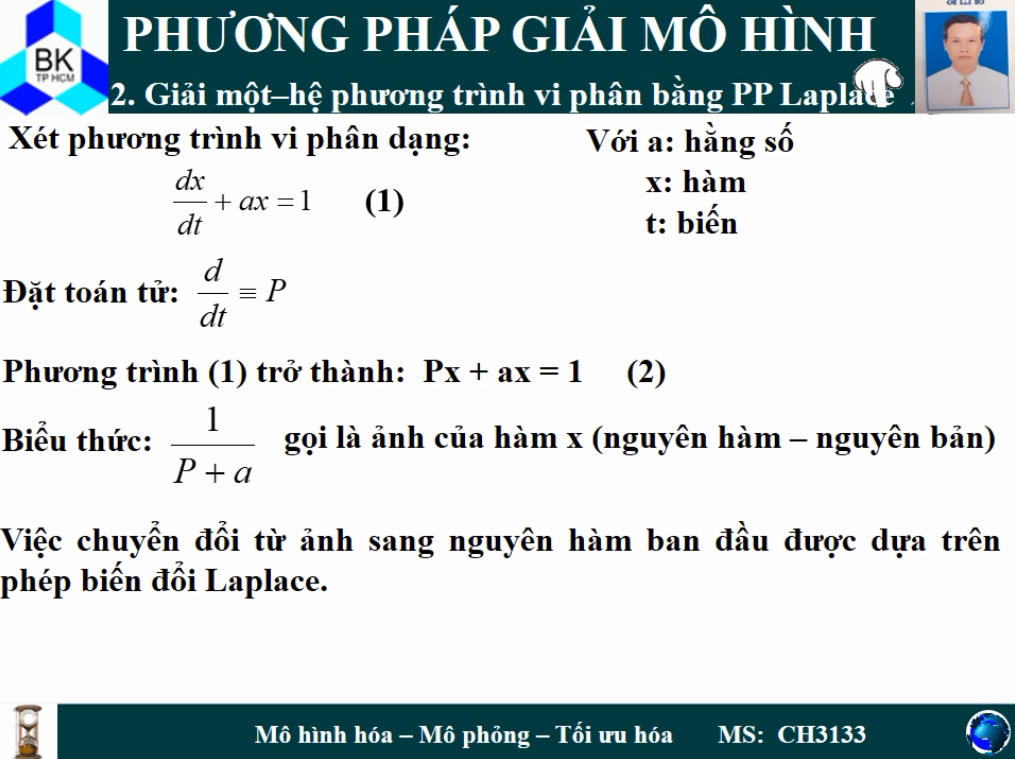 BK
TP HCM
PHƯƠNG PHÁP GIẢI MÔ HÌNH
2. Giải một–hệ phương trình vi phân bằng PP Laplace
Xét phương trình vi phân dạng:
Với a: hằng số
dx/dt + ax = 1 (1)
x: hàm
t: biến
Đặt toán tử: d/dt ≡ P
Phương trình (1) trở thành: Px + ax = 1 (2)
Biểu thức: 1/(P + a) gọi là ảnh của hàm x (nguyên hàm – nguyên bản)
Việc chuyển đổi từ ảnh sang nguyên hàm ban đầu được dựa trên
phép biến đổi Laplace.
Mô hình hóa – Mô phỏng – Tối ưu hóa MS: CH3133